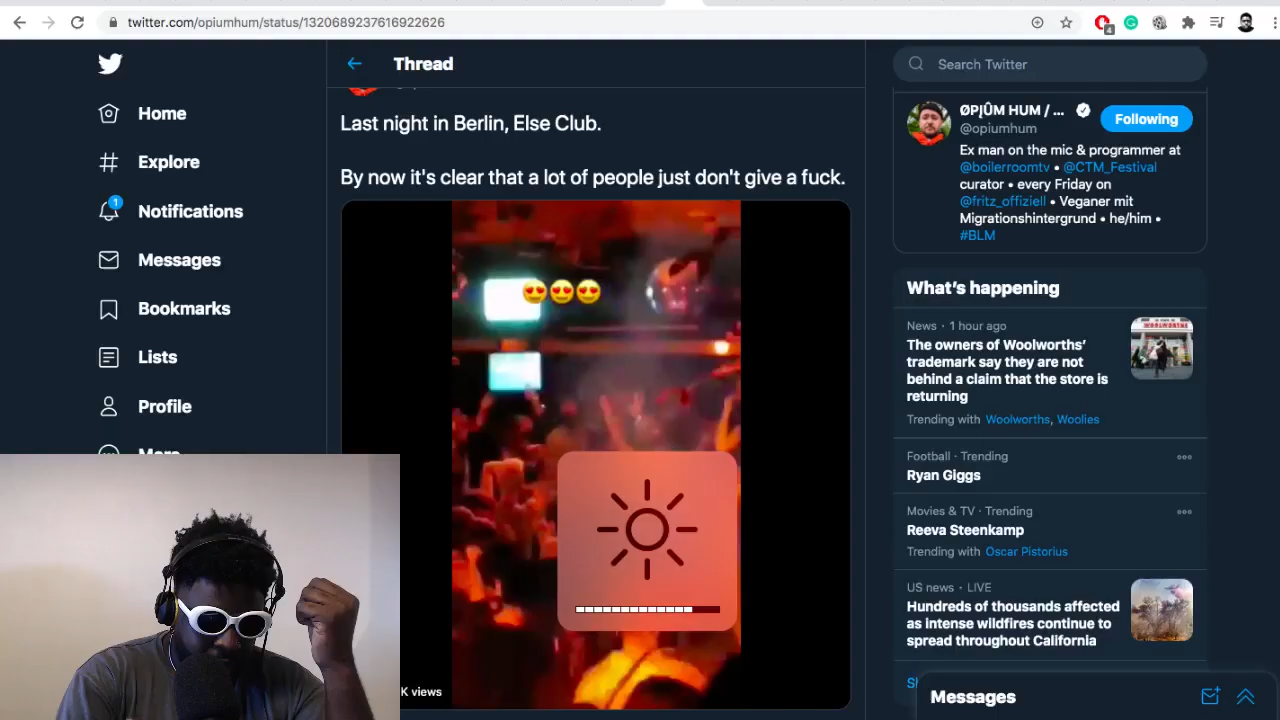 twitter.com/opiumhum/status/1320689237616922626
4
Home
Explore
1
Notifications
Messages
Bookmarks
Lists
Profile
More
Thread
Last night in Berlin, Else Club.
By now it's clear that a lot of people just don't give a fuck.
K views
Search Twitter
ØP|ÛM HUM / ...
@opiumhum
Following
Ex man on the mic & programmer at
@boilerroomtv • @CTM_Festival
curator • every Friday on
@fritz_offiziell • Veganer mit
Migrationshintergrund • he/him •
#BLM
What's happening
News · 1 hour ago
The owners of Woolworths'
trademark say they are not
behind a claim that the store is
returning
Trending with Woolworths, Woolies
Football · Trending
Ryan Giggs
Movies & TV · Trending
Reeva Steenkamp
Trending with Oscar Pistorius
US news · LIVE
Hundreds of thousands affected
as intense wildfires continue to
spread throughout California
Messages